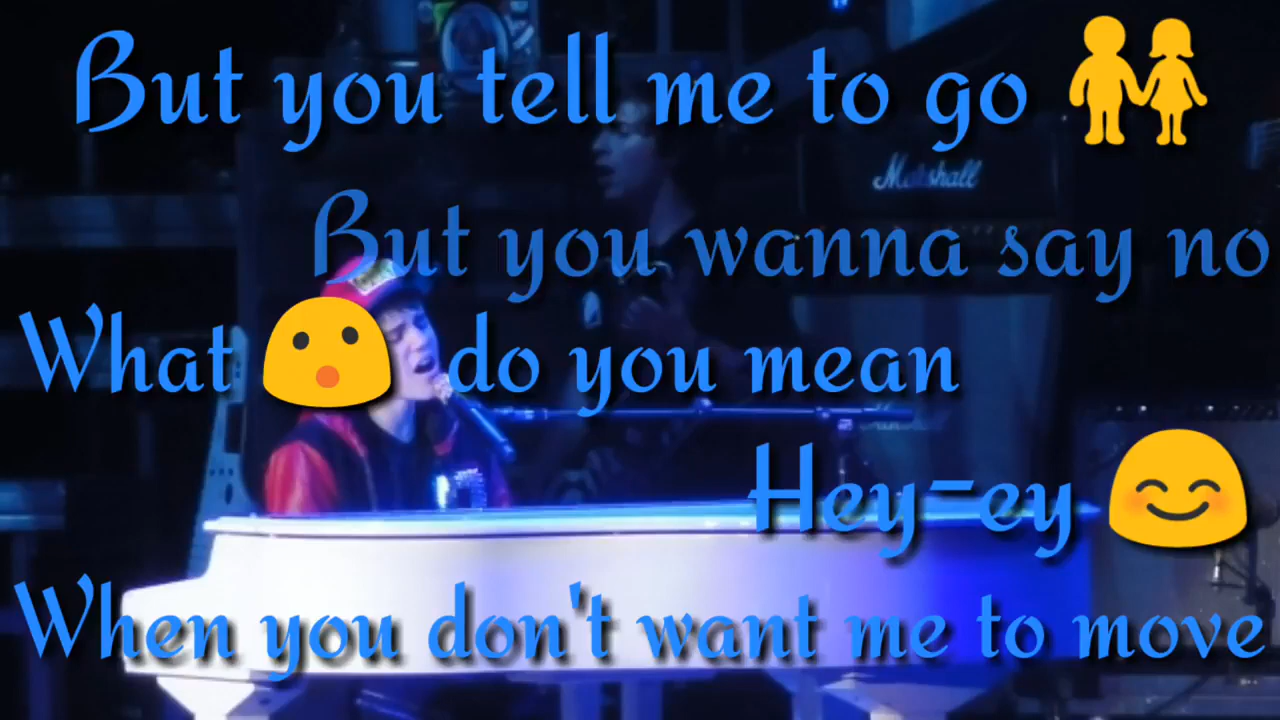 But you tell me to go 👫
Marshall
But you wanna say no
What 😮 do you mean
Hey-ey 😊
When you don't want me to move